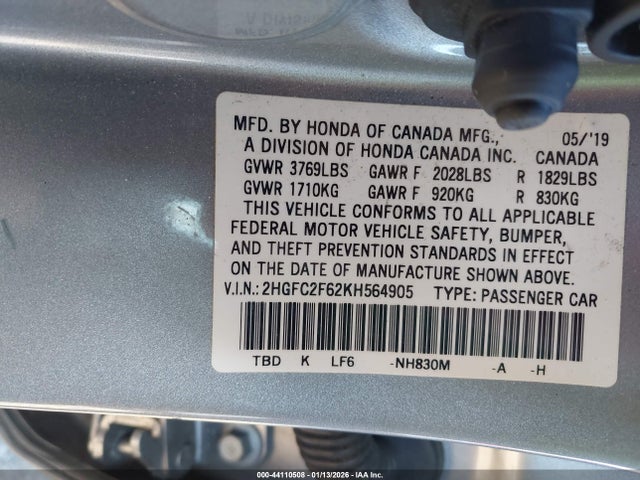 A DIVISION
MFD. BY HONDA OF CANADA MFG., 05/'19
A DIVISION OF HONDA CANADA INC. CANADA
GVWR 3769LBS GAWR F 2028LBS R 1829LBS
GVWR 1710KG GAWR F 920KG R 830KG
THIS VEHICLE CONFORMS TO ALL APPLICABLE
FEDERAL MOTOR VEHICLE SAFETY, BUMPER,
AND THEFT PREVENTION STANDARDS IN EFFECT
ON THE DATE OF MANUFACTURE SHOWN ABOVE.
V.I.N.: 2HGFC2F62KH564905 TYPE: PASSENGER CAR
TBD K LF6 -NH830M -A -H
000-44110508 - 01/13/2026 - IAA Inc.